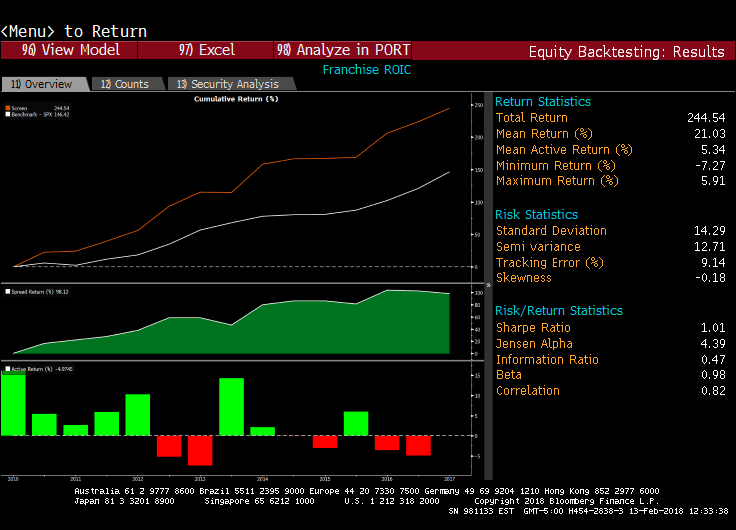 <Menu> to Return
96) View Model 97) Excel 98) Analyze in PORT Equity Backtesting: Results
Franchise ROIC
11) Overview 12) Counts 13) Security Analysis
Cumulative Return (%)
Screen 244.54
Benchmark - SPX 146.42
250
200
150
100
50
0
Spread Return (%) 98.13
100
80
60
40
20
0
Active Return (%) -4.9745
15
10
5
0
-5
2010 2011 2012 2013 2014 2015 2016 2017
Return Statistics
Total Return 244.54
Mean Return (%) 21.03
Mean Active Return (%) 5.34
Minimum Return (%) -7.27
Maximum Return (%) 5.91
Risk Statistics
Standard Deviation 14.29
Semi variance 12.71
Tracking Error (%) 9.14
Skewness -0.18
Risk/Return Statistics
Sharpe Ratio 1.01
Jensen Alpha 4.39
Information Ratio 0.47
Beta 0.98
Correlation 0.82
Australia 61 2 9777 8600 Brazil 5511 2395 9000 Europe 44 20 7330 7500 Germany 49 69 9204 1210 Hong Kong 852 2977 6000
Japan 81 3 3201 8900 Singapore 65 6212 1000 U.S. 1 212 318 2000 Copyright 2018 Bloomberg Finance L.P.
SN 981133 EST GMT-5:00 H454-2838-3 13-Feb-2018 12:33:38